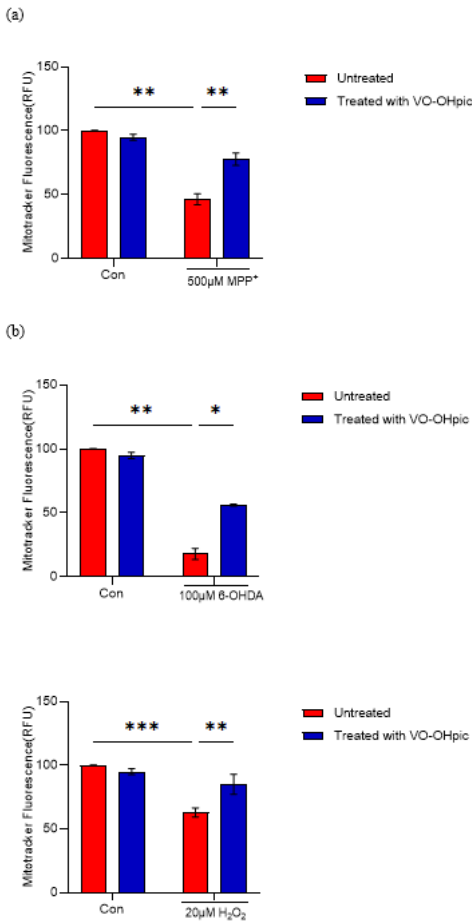 (a)
Mitotracker Fluorescence(RFU)
150
100
50
0
** **
Con
500µM MPP⁺
Untreated
Treated with VO-OHpic
(b)
Mitotracker Fluorescence(RFU)
150
100
50
0
** *
Con
100µM 6-OHDA
Untreated
Treated with VO-OHpic
Mitotracker Fluorescence(RFU)
150
100
50
0
*** **
Con
20µM H₂O₂
Untreated
Treated with VO-OHpic